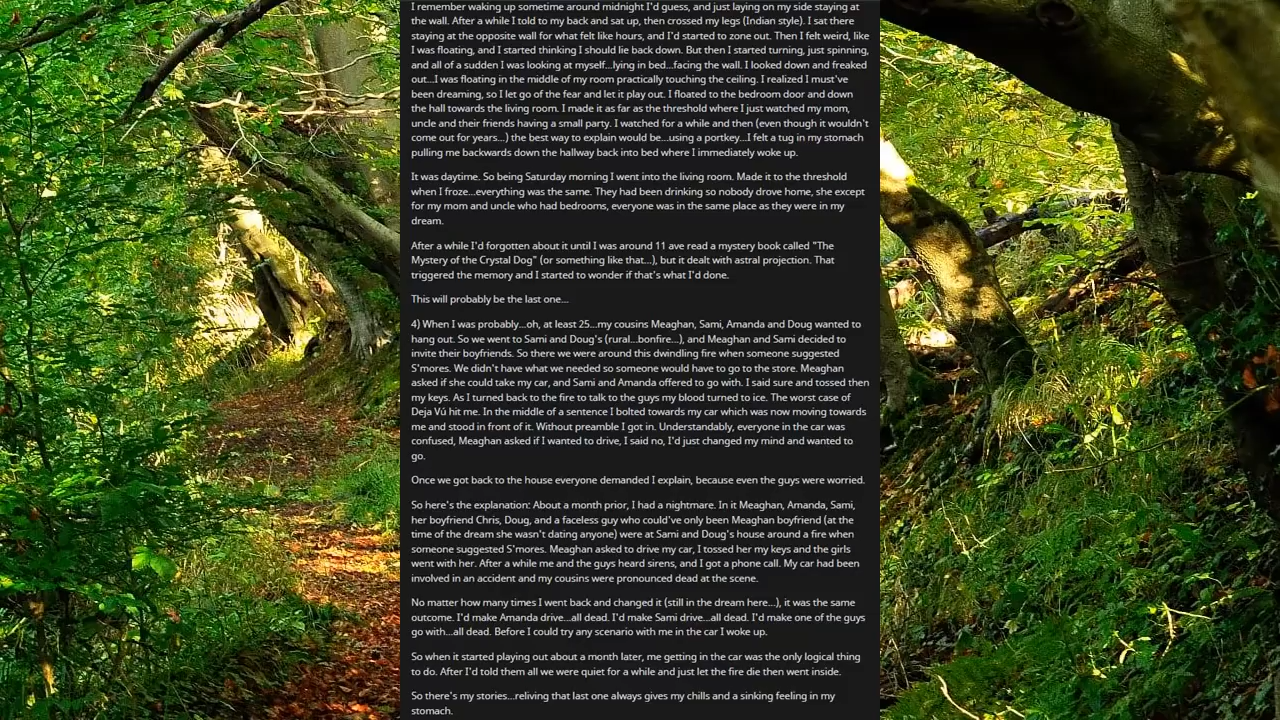 I remember waking up sometime around midnight I'd guess, and just laying on my side staying at
the wall. After a while I told to my back and sat up, then crossed my legs (Indian style). I sat there
staying at the opposite wall for what felt like hours, and I'd started to zone out. Then I felt weird, like
I was floating, and I started thinking I should lie back down. But then I started turning, just spinning,
and all of a sudden I was looking at myself...lying in bed...facing the wall. I looked down and freaked
out...I was floating in the middle of my room practically touching the ceiling. I realized I must've
been dreaming, so I let go of the fear and let it play out. I floated to the bedroom door and down
the hall towards the living room. I made it as far as the threshold where I just watched my mom,
uncle and their friends having a small party. I watched for a while and then (even though it wouldn't
come out for years...) the best way to explain would be...using a portkey...I felt a tug in my stomach
pulling me backwards down the hallway back into bed where I immediately woke up.
It was daytime. So being Saturday morning I went into the living room. Made it to the threshold
when I froze...everything was the same. They had been drinking so nobody drove home, she except
for my mom and uncle who had bedrooms, everyone was in the same place as they were in my
dream.
After a while I'd forgotten about it until I was around 11 ave read a mystery book called "The
Mystery of the Crystal Dog" (or something like that...), but it dealt with astral projection. That
triggered the memory and I started to wonder if that's what I'd done.
This will probably be the last one...
4) When I was probably...oh, at least 25...my cousins Meaghan, Sami, Amanda and Doug wanted to
hang out. So we went to Sami and Doug's (rural...bonfire...), and Meaghan and Sami decided to
invite their boyfriends. So there we were around this dwindling fire when someone suggested
S'mores. We didn't have what we needed so someone would have to go to the store. Meaghan
asked if she could take my car, and Sami and Amanda offered to go with. I said sure and tossed then
my keys. As I turned back to the fire to talk to the guys my blood turned to ice. The worst case of
Deja Vú hit me. In the middle of a sentence I bolted towards my car which was now moving towards
me and stood in front of it. Without preamble I got in. Understandably, everyone in the car was
confused, Meaghan asked if I wanted to drive, I said no, I'd just changed my mind and wanted to
go.
Once we got back to the house everyone demanded I explain, because even the guys were worried.
So here's the explanation: About a month prior, I had a nightmare. In it Meaghan, Amanda, Sami,
her boyfriend Chris, Doug, and a faceless guy who could've only been Meaghan boyfriend (at the
time of the dream she wasn't dating anyone) were at Sami and Doug's house around a fire when
someone suggested S'mores. Meaghan asked to drive my car, I tossed her my keys and the girls
went with her. After a while me and the guys heard sirens, and I got a phone call. My car had been
involved in an accident and my cousins were pronounced dead at the scene.
No matter how many times I went back and changed it (still in the dream here...), it was the same
outcome. I'd make Amanda drive...all dead. I'd make Sami drive...all dead. I'd make one of the guys
go with...all dead. Before I could try any scenario with me in the car I woke up.
So when it started playing out about a month later, me getting in the car was the only logical thing
to do. After I'd told them all we were quiet for a while and just let the fire die then went inside.
So there's my stories...reliving that last one always gives my chills and a sinking feeling in my
stomach.